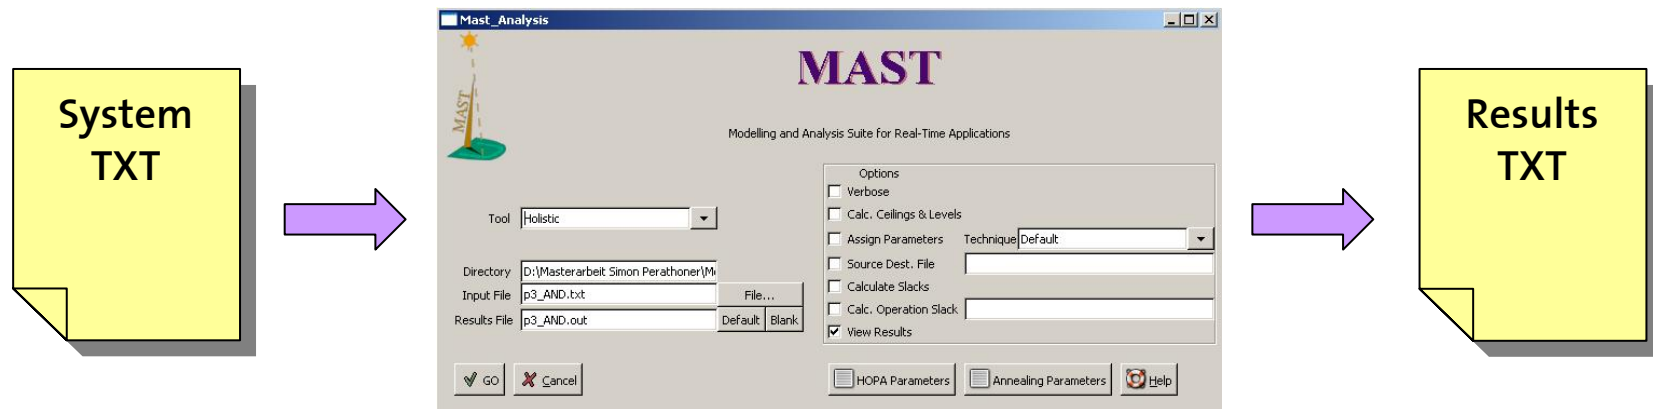 System
TXT
Mast_Analysis
MAST
MAST
Modelling and Analysis Suite for Real-Time Applications
Tool Holistic
Directory D:\Masterarbeit Simon Perathoner\M
Input File p3_AND.txt File...
Results File p3_AND.out Default Blank
Options
Verbose
Calc. Ceilings & Levels
Assign Parameters Technique Default
Source Dest. File
Calculate Slacks
Calc. Operation Slack
View Results
GO Cancel HOPA Parameters Annealing Parameters Help
Results
TXT